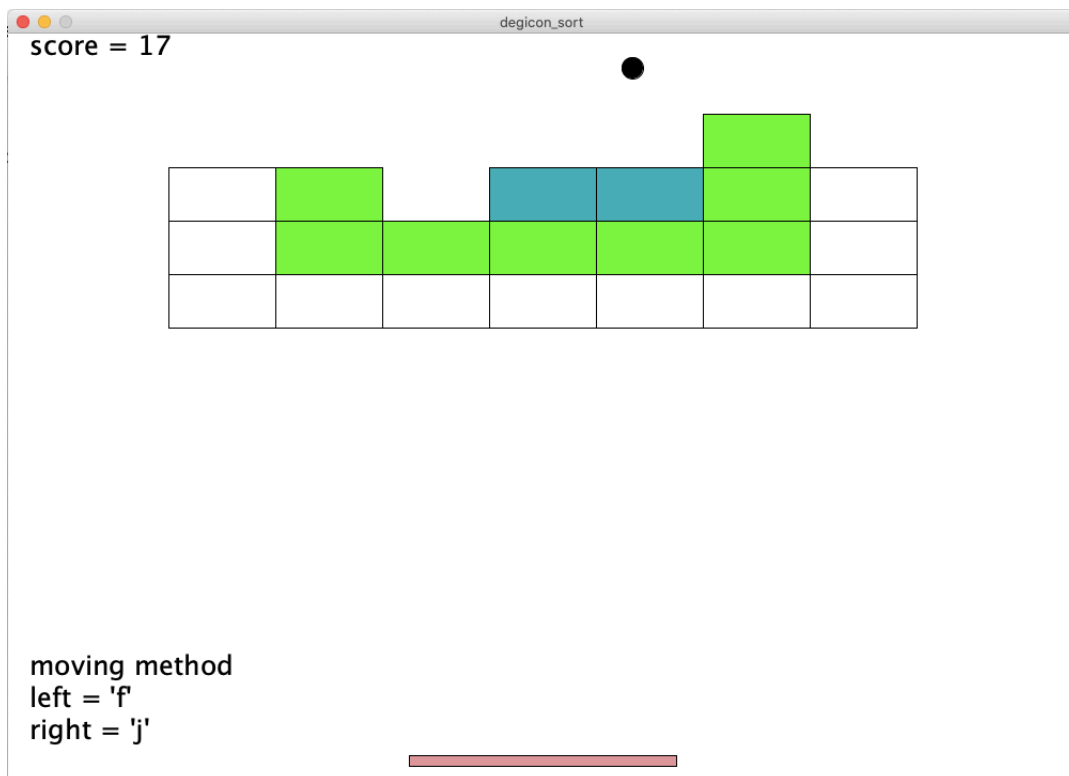 degicon_sort
score = 17
moving method
left = 'f'
right = 'j'